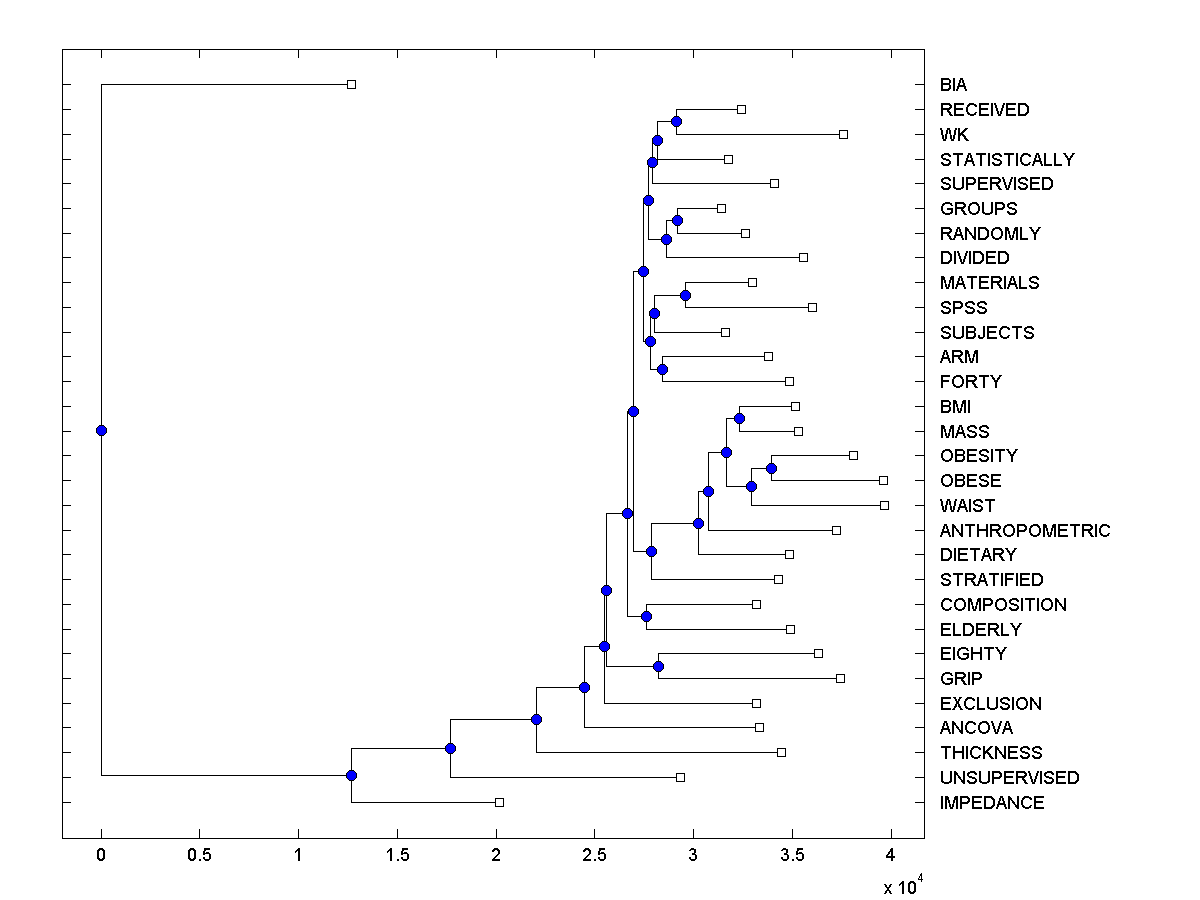 BIA
RECEIVED
WK
STATISTICALLY
SUPERVISED
GROUPS
RANDOMLY
DIVIDED
MATERIALS
SPSS
SUBJECTS
ARM
FORTY
BMI
MASS
OBESITY
OBESE
WAIST
ANTHROPOMETRIC
DIETARY
STRATIFIED
COMPOSITION
ELDERLY
EIGHTY
GRIP
EXCLUSION
ANCOVA
THICKNESS
UNSUPERVISED
IMPEDANCE
0 0.5 1 1.5 2 2.5 3 3.5 4
x 10^4